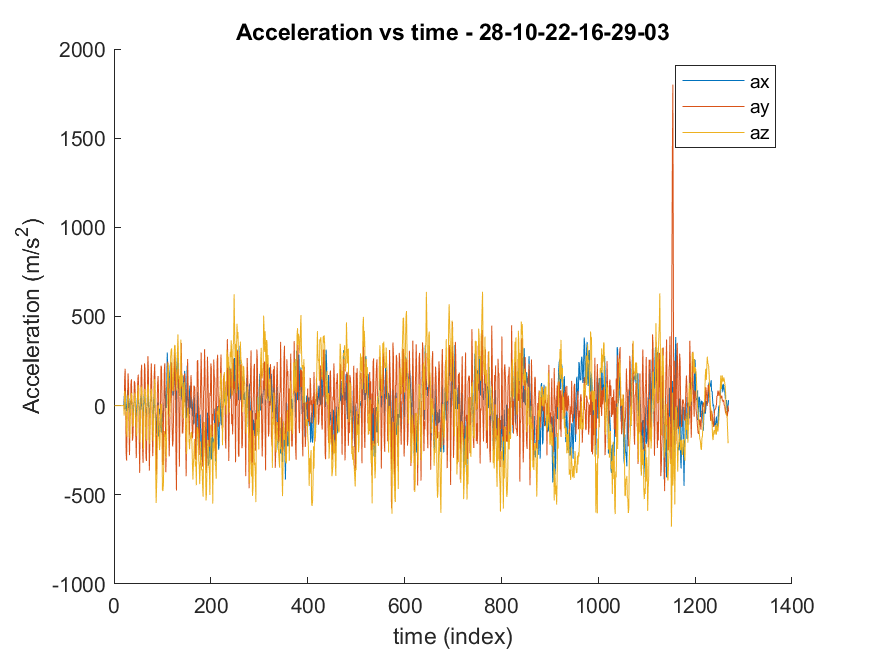 Acceleration vs time - 28-10-22-16-29-03
2000
1500
1000
500
0
-500
-1000
0 200 400 600 800 1000 1200 1400
Acceleration (m/s²)
time (index)
ax
ay
az